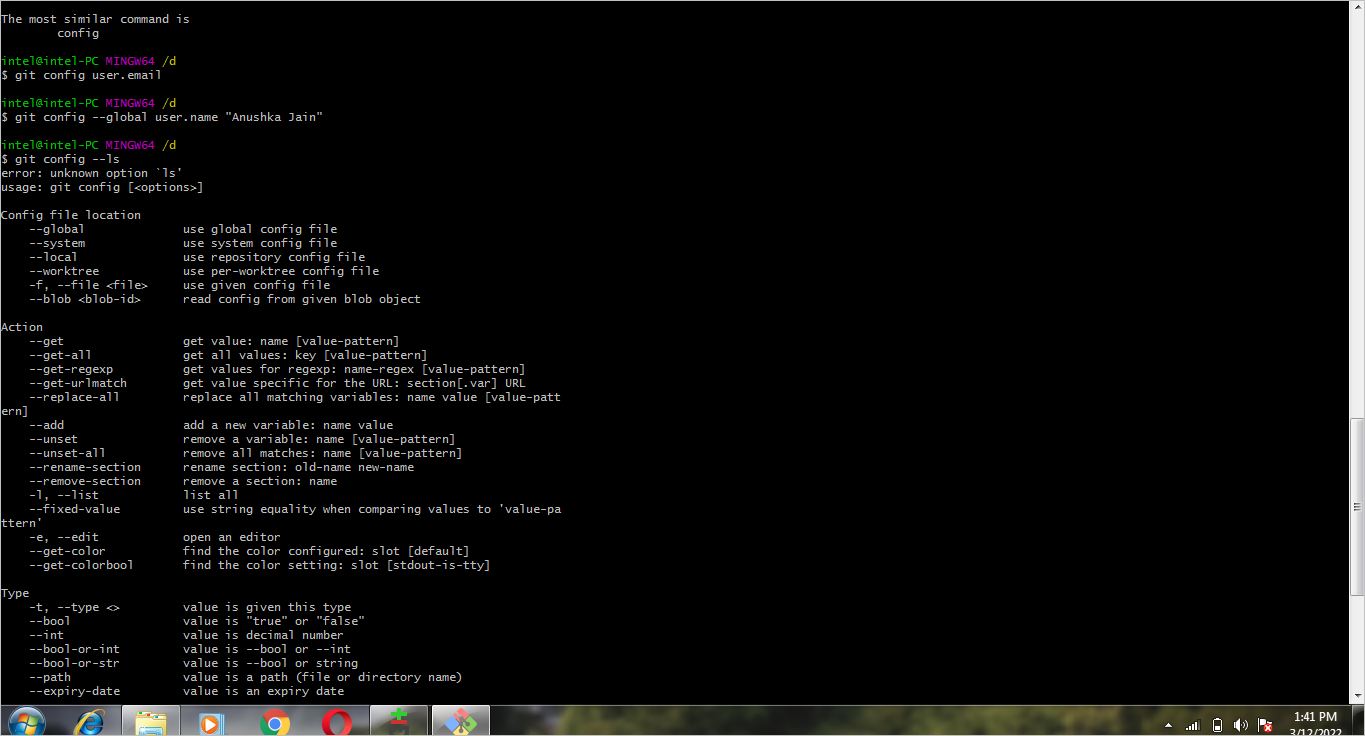 The most similar command is
        config

intel@intel-PC MINGW64 /d
$ git config user.email

intel@intel-PC MINGW64 /d
$ git config --global user.name "Anushka Jain"

intel@intel-PC MINGW64 /d
$ git config --ls
error: unknown option `ls'
usage: git config [<options>]

Config file location
    --global              use global config file
    --system              use system config file
    --local               use repository config file
    --worktree            use per-worktree config file
    -f, --file <file>     use given config file
    --blob <blob-id>      read config from given blob object

Action
    --get                 get value: name [value-pattern]
    --get-all             get all values: key [value-pattern]
    --get-regexp          get values for regexp: name-regex [value-pattern]
    --get-urlmatch        get value specific for the URL: section[.var] URL
    --replace-all         replace all matching variables: name value [value-patt
ern]
    --add                 add a new variable: name value
    --unset               remove a variable: name [value-pattern]
    --unset-all           remove all matches: name [value-pattern]
    --rename-section      rename section: old-name new-name
    --remove-section      remove a section: name
    -l, --list            list all
    --fixed-value         use string equality when comparing values to 'value-pa
ttern'
    -e, --edit            open an editor
    --get-color           find the color configured: slot [default]
    --get-colorbool       find the color setting: slot [stdout-is-tty]

Type
    -t, --type <>         value is given this type
    --bool                value is "true" or "false"
    --int                 value is decimal number
    --bool-or-int         value is --bool or --int
    --bool-or-str         value is --bool or string
    --path                value is a path (file or directory name)
    --expiry-date         value is an expiry date
1:41 PM
3/12/2022